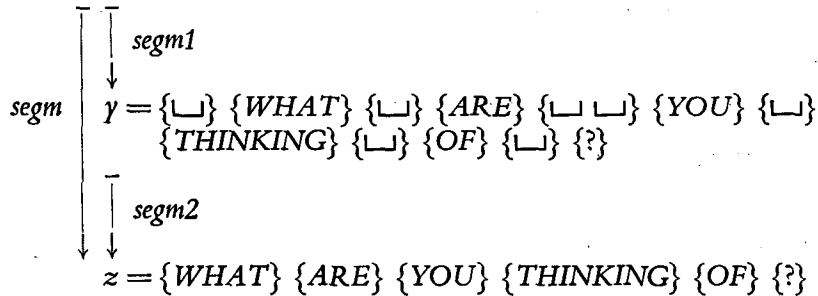 segm1
segm γ = {␣} {WHAT} {␣} {ARE} {␣ ␣} {YOU} {␣}
{THINKING} {␣} {OF} {␣} {?}
segm2
z = {WHAT} {ARE} {YOU} {THINKING} {OF} {?}